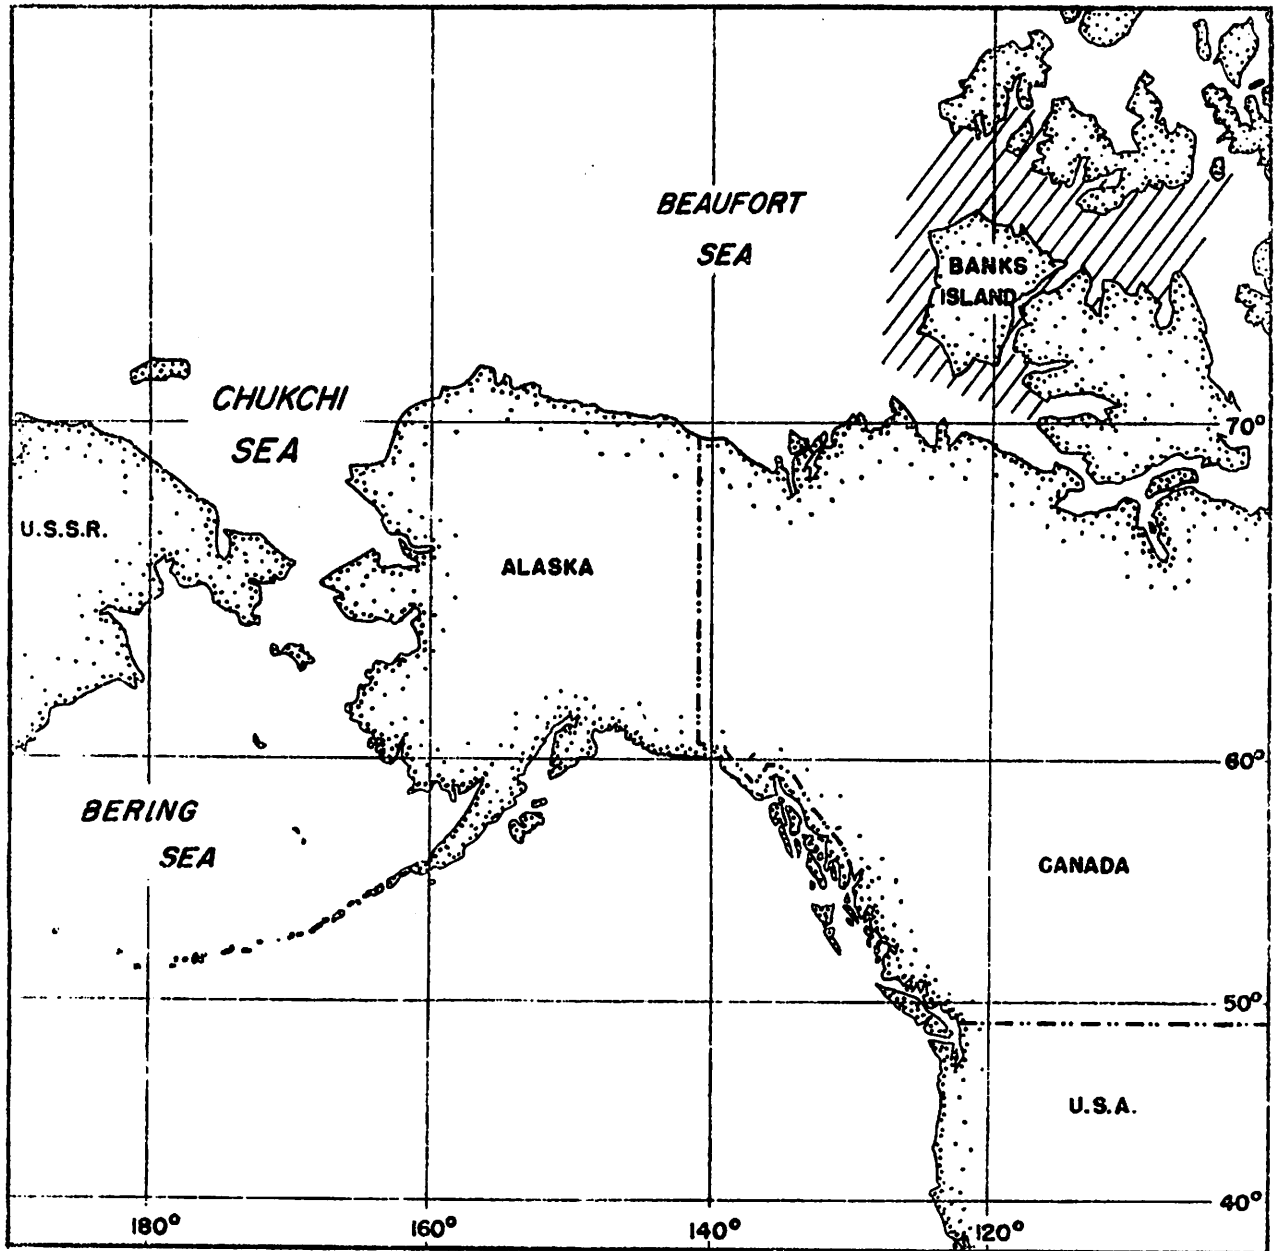 BEAUFORT
SEA
BANKS
ISLAND
CHUKCHI
SEA
70°
U.S.S.R.
ALASKA
60°
BERING
SEA
CANADA
50°
U.S.A.
40°
180°
160°
140°
120°